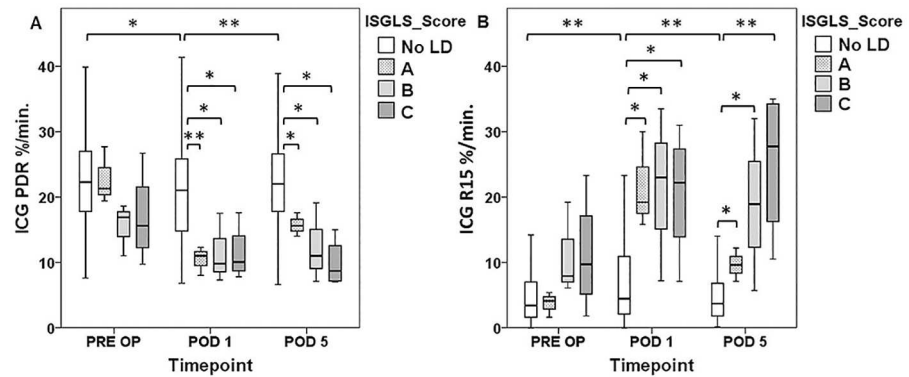 A
* ** ISGLS_Score
No LD
A
B
C
ICG PDR %/min.
40
30
20
10
0
*
*
**
*
*
*
PRE OP POD 1 POD 5
Timepoint
B
** ** ** ISGLS_Score
No LD
A
B
C
ICG R15 %/min.
40
30
20
10
0
*
*
*
*
*
PRE OP POD 1 POD 5
Timepoint